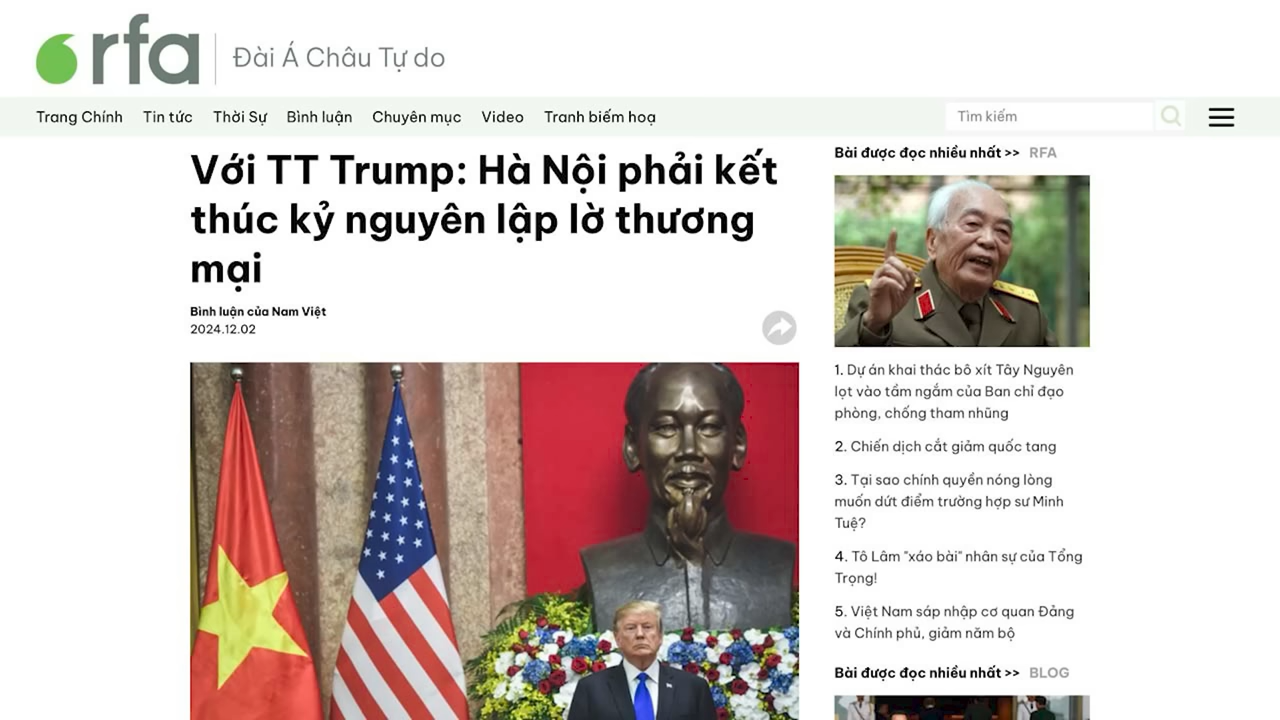 rfa
Đài Á Châu Tự do
Trang Chính
Tin tức
Thời Sự
Bình luận
Chuyên mục
Video
Tranh biếm hoạ
Tìm kiếm
Với TT Trump: Hà Nội phải kết
thúc kỷ nguyên lập lờ thương
mại
Bình luận của Nam Việt
2024.12.02
Bài được đọc nhiều nhất >> RFA
1. Dự án khai thác bô xít Tây Nguyên
lọt vào tầm ngắm của Ban chỉ đạo
phòng, chống tham nhũng
2. Chiến dịch cắt giảm quốc tang
3. Tại sao chính quyền nóng lòng
muốn dứt điểm trường hợp sư Minh
Tuệ?
4. Tô Lâm "xáo bài" nhân sự của Tổng
Trọng!
5. Việt Nam sáp nhập cơ quan Đảng
và Chính phủ, giảm năm bộ
Bài được đọc nhiều nhất >> BLOG